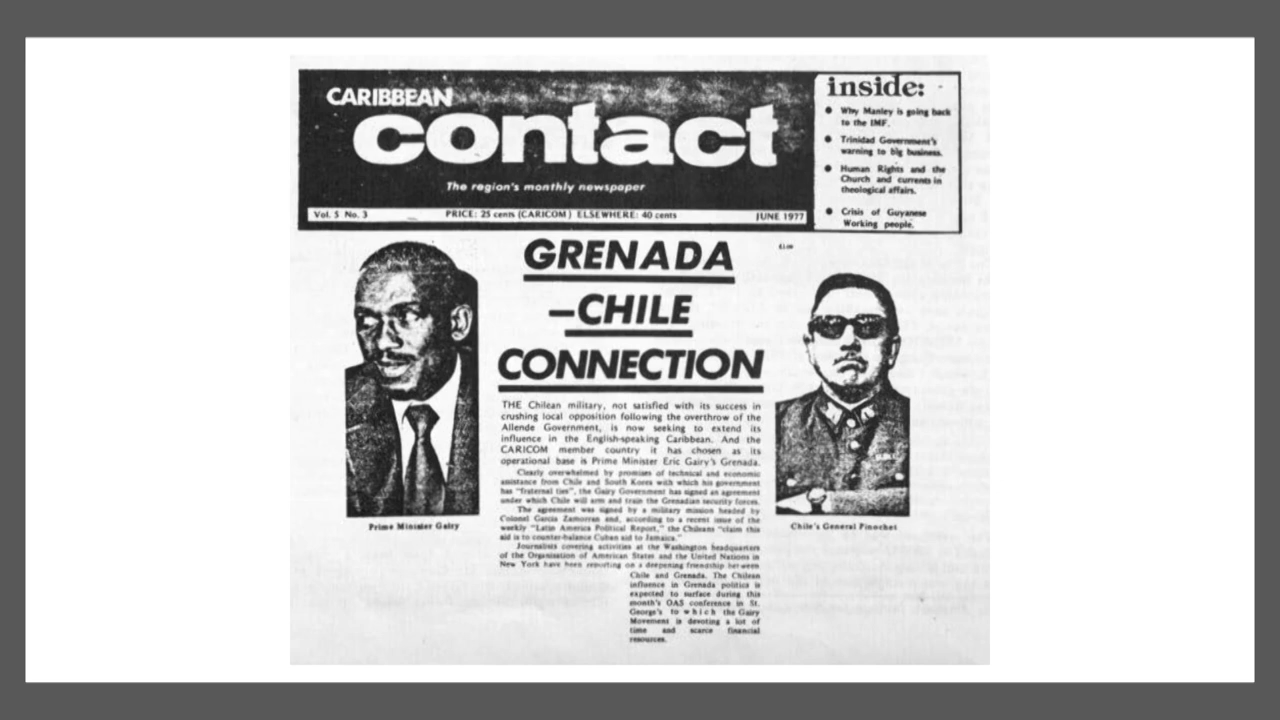 CARIBBEAN
contact
The region's monthly newspaper
Vol. 5 No. 3 PRICE: 25 cents (CARICOM) ELSEWHERE: 40 cents JUNE 1977
inside:
● Why Manley is going back
to the IMF.
● Trinidad Government's
warning to big business.
● Human Rights and the
Church and currents in
theological affairs.
● Crisis of Guyanese
Working people.
GRENADA
–CHILE
CONNECTION
THE Chilean military, not satisfied with its success in
crushing local opposition following the overthrow of the
Allende Government, is now seeking to extend its
influence in the English-speaking Caribbean. And the
CARICOM member country it has chosen as its
operational base is Prime Minister Eric Gairy's Grenada.
Clearly overwhelmed by promises of technical and economic
assistance from Chile and South Korea with which his government
has "fraternal ties", the Gairy Government has signed an agreement
under which Chile will arm and train the Grenadian security forces.
The agreement was signed by a military mission headed by
Colonel Garcia Zamorran and, according to a recent issue of the
weekly "Latin America Political Report," the Chileans "claim this
aid is to counter-balance Cuban aid to Jamaica."
Journalists covering activities at the Washington headquarters
of the Organisation of American States and the United Nations in
New York have been reporting on a deepening friendship between
Chile and Grenada. The Chilean
influence in Grenada politics is
expected to surface during this
month's OAS conference in St.
George's to which the Gairy
Movement is devoting a lot of
time and scarce financial
resources.
Prime Minister Gairy
Chile's General Pinochet